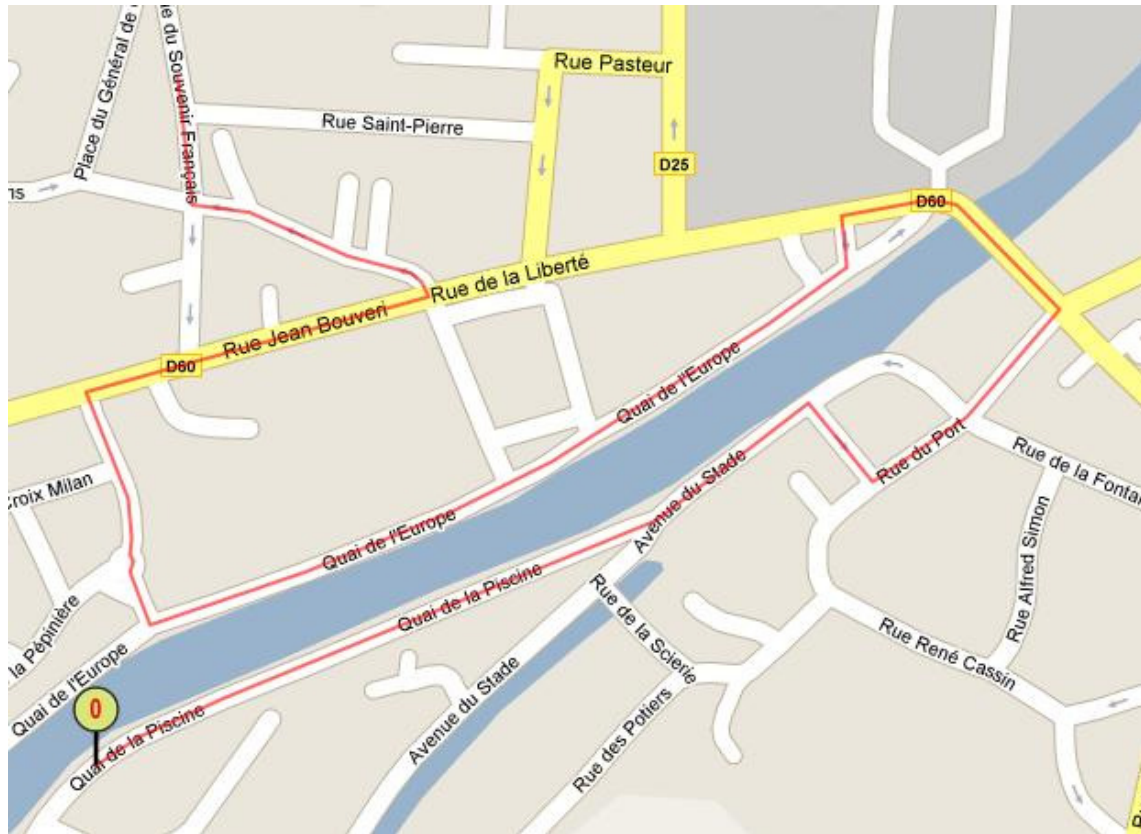 Place du Général de
du Souvenir Français
Rue Pasteur
Rue Saint-Pierre
D25
ns
D60
Rue de la Liberté
Rue Jean Bouveri
D60
Quai de l'Europe
Rue du Port
Rue de la Fontai
Croix Milan
Avenue du Stade
Quai de l'Europe
Rue Alfred Simon
Quai de la Piscine
la Pépinière
Rue de la Scierie
Rue René Cassin
Quai de l'Europe
0
Avenue du Stade
Quai de la Piscine
Rue des Potiers